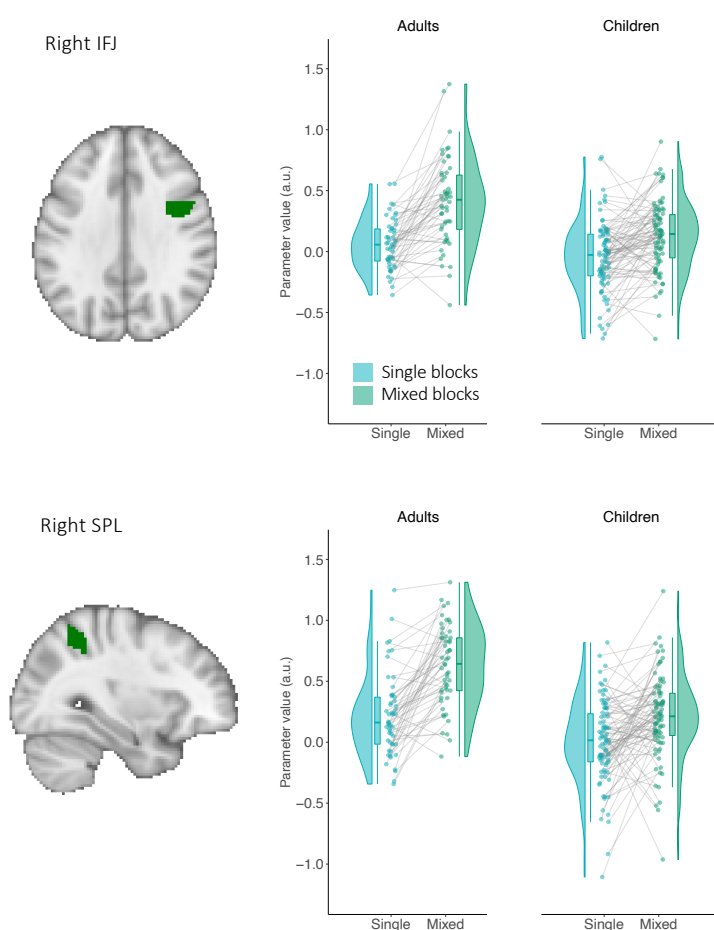 Right IFJ
Adults
Children
Parameter value (a.u.)
1.5
1.0
0.5
0.0
−0.5
−1.0
Single blocks
Mixed blocks
Single Mixed
Single Mixed
Right SPL
Adults
Children
Parameter value (a.u.)
1.5
1.0
0.5
0.0
−0.5
−1.0
Single Mixed
Single Mixed